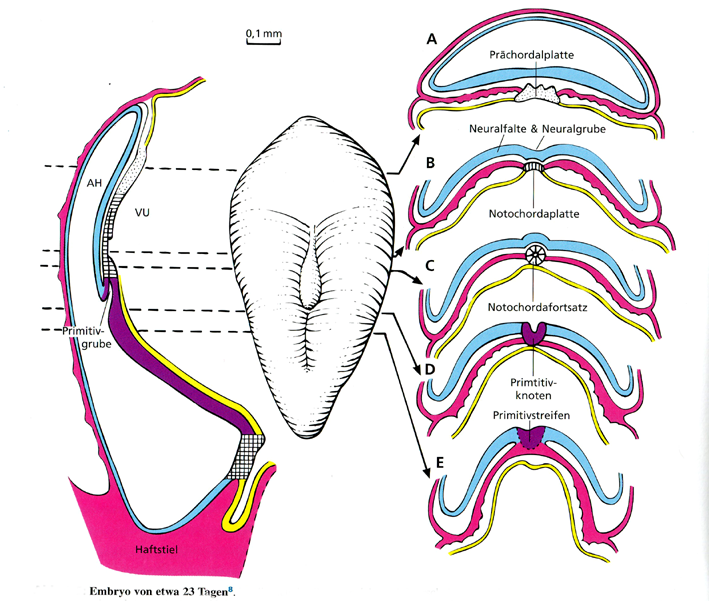 0,1 mm
A
Prächordalplatte
Neuralfalte & Neuralgrube
B
AH
VU
Notochordaplatte
C
Notochordafortsatz
Primitiv-
grube
D
Primtitiv-
knoten
Primitivstreifen
E
Haftstiel
Embryo von etwa 23 Tagen⁸.